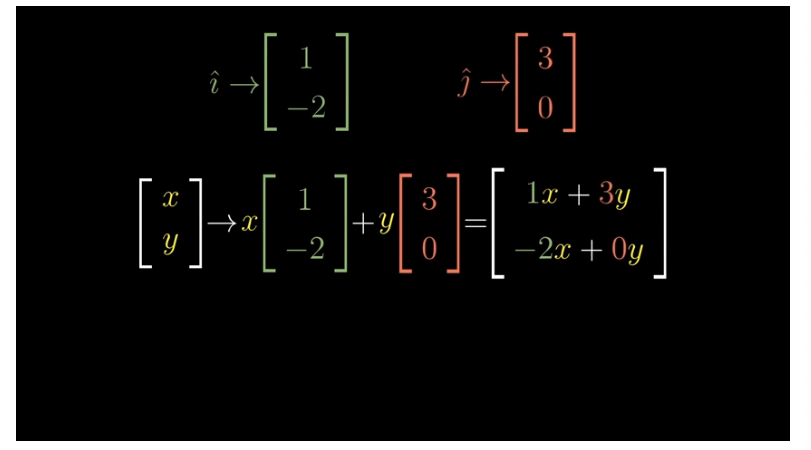 î → [1 −2] ĵ → [3 0]
[x y] → x [1 −2] + y [3 0] = [1x + 3y −2x + 0y]